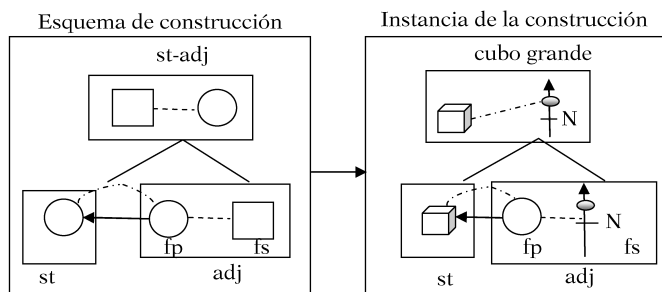 Esquema de construcción
Instancia de la construcción
st-adj
cubo grande
N
fp
fs
st
adj
N
fp
fs
st
adj